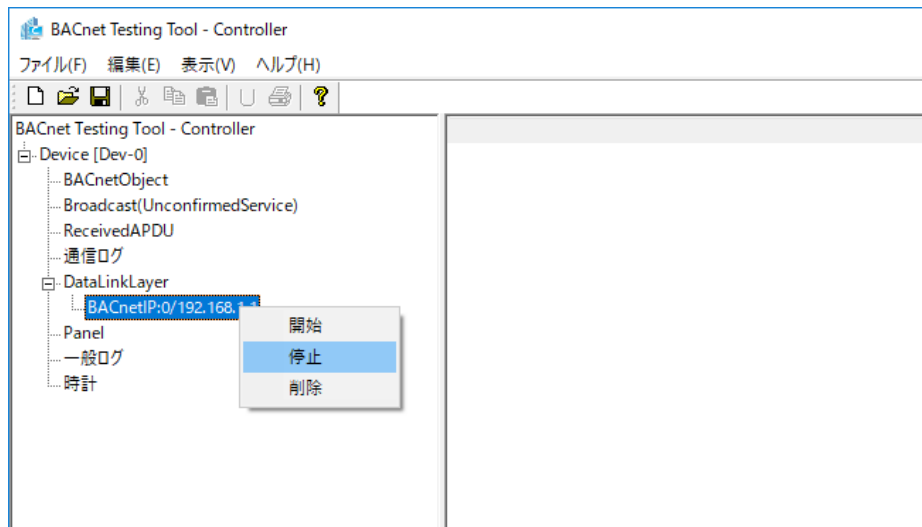 BACnet Testing Tool - Controller
ファイル(F) 編集(E) 表示(V) ヘルプ(H)
BACnet Testing Tool - Controller
Device [Dev-0]
BACnetObject
Broadcast(UnconfirmedService)
ReceivedAPDU
通信ログ
DataLinkLayer
BACnetIP:0/192.168.1.1
開始
Panel
停止
一般ログ
削除
時計